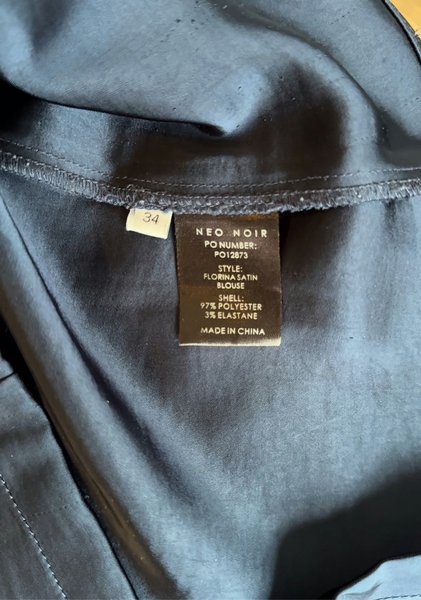 34
NEO NOIR
PO NUMBER:
PO12873
STYLE:
FLORINA SATIN
BLOUSE
SHELL:
97% POLYESTER
3% ELASTANE
MADE IN CHINA